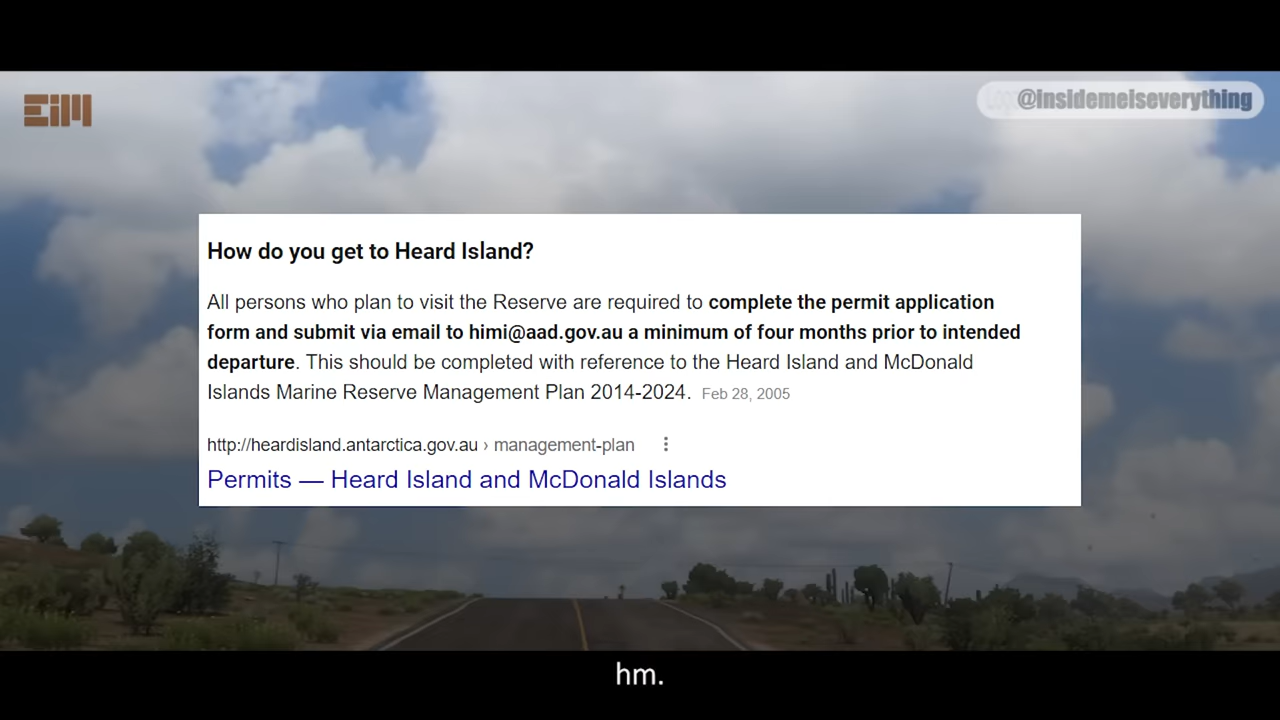 EIM
@insidemeiseverything
How do you get to Heard Island?
All persons who plan to visit the Reserve are required to complete the permit application
form and submit via email to himi@aad.gov.au a minimum of four months prior to intended
departure. This should be completed with reference to the Heard Island and McDonald
Islands Marine Reserve Management Plan 2014-2024. Feb 28, 2005
http://heardisland.antarctica.gov.au › management-plan
Permits — Heard Island and McDonald Islands
hm.